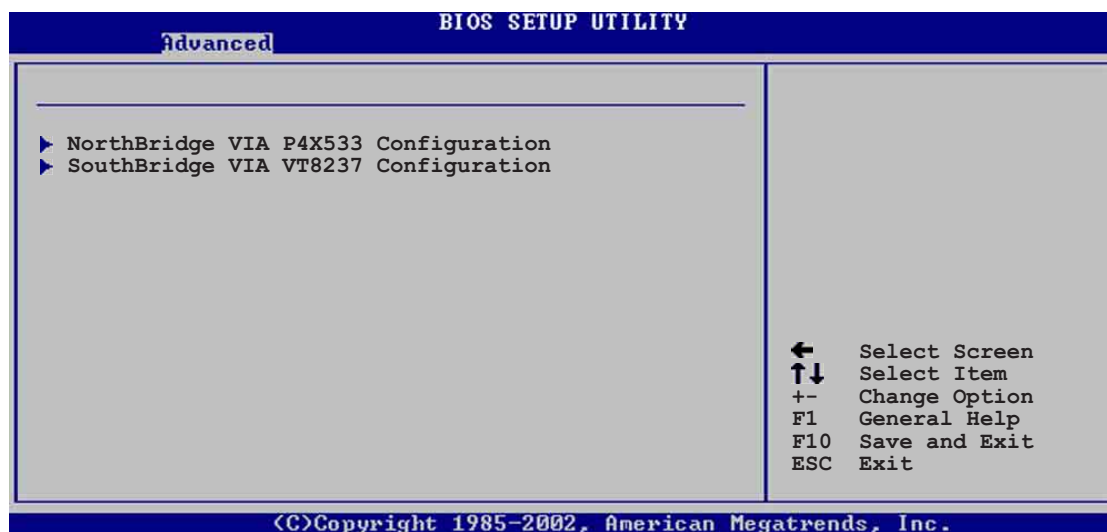 BIOS SETUP UTILITY
Advanced
NorthBridge VIA P4X533 Configuration
SouthBridge VIA VT8237 Configuration
← Select Screen
↑↓ Select Item
+- Change Option
F1 General Help
F10 Save and Exit
ESC Exit
(C)Copyright 1985-2002, American Megatrends, Inc.